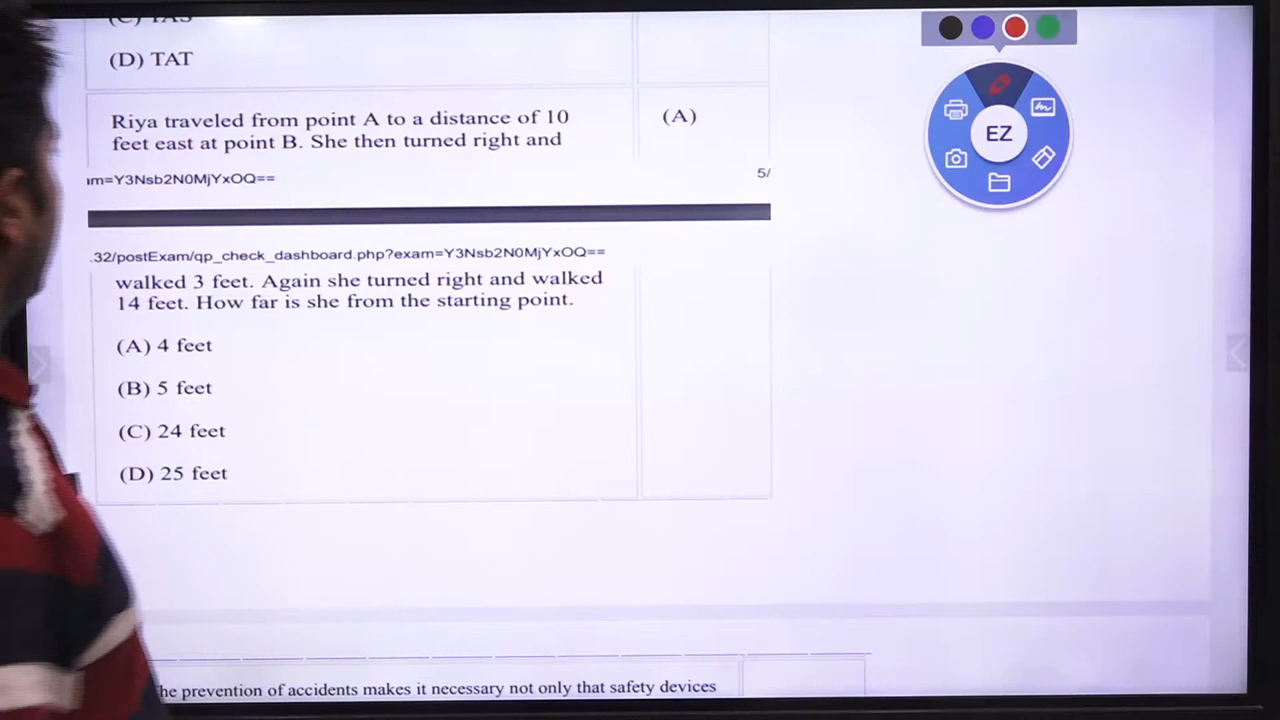 (C) TAS
(D) TAT
Riya traveled from point A to a distance of 10
feet east at point B. She then turned right and
(A)
ım=Y3Nsb2N0MjYxOQ==
5/
.32/postExam/qp_check_dashboard.php?exam=Y3Nsb2N0MjYxOQ==
walked 3 feet. Again she turned right and walked
14 feet. How far is she from the starting point.
(A) 4 feet
(B) 5 feet
(C) 24 feet
(D) 25 feet
he prevention of accidents makes it necessary not only that safety devices
EZ